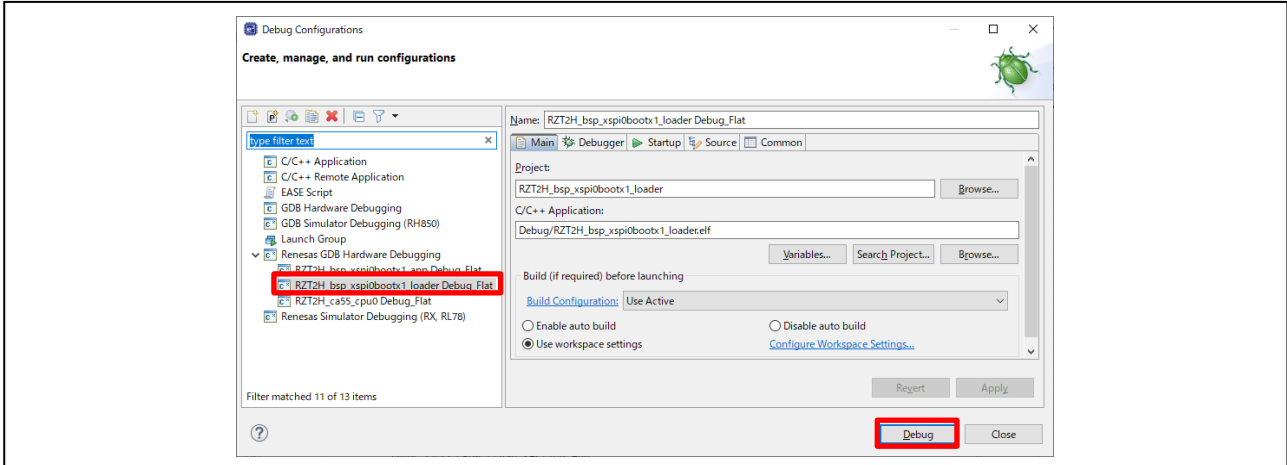 Debug Configurations
Create, manage, and run configurations
type filter text
C/C++ Application
C/C++ Remote Application
EASE Script
GDB Hardware Debugging
GDB Simulator Debugging (RH850)
Launch Group
Renesas GDB Hardware Debugging
RZT2H_bsp_xspi0bootx1_app Debug_Flat
RZT2H_bsp_xspi0bootx1_loader Debug_Flat
RZT2H_ca55_cpu0 Debug_Flat
Renesas Simulator Debugging (RX, RL78)
Filter matched 11 of 13 items
Name: RZT2H_bsp_xspi0bootx1_loader Debug_Flat
Main Debugger Startup Source Common
Project:
RZT2H_bsp_xspi0bootx1_loader Browse...
C/C++ Application:
Debug/RZT2H_bsp_xspi0bootx1_loader.elf
Variables... Search Project... Browse...
Build (if required) before launching
Build Configuration: Use Active
Enable auto build Disable auto build
Use workspace settings Configure Workspace Settings...
Revert Apply
Debug Close